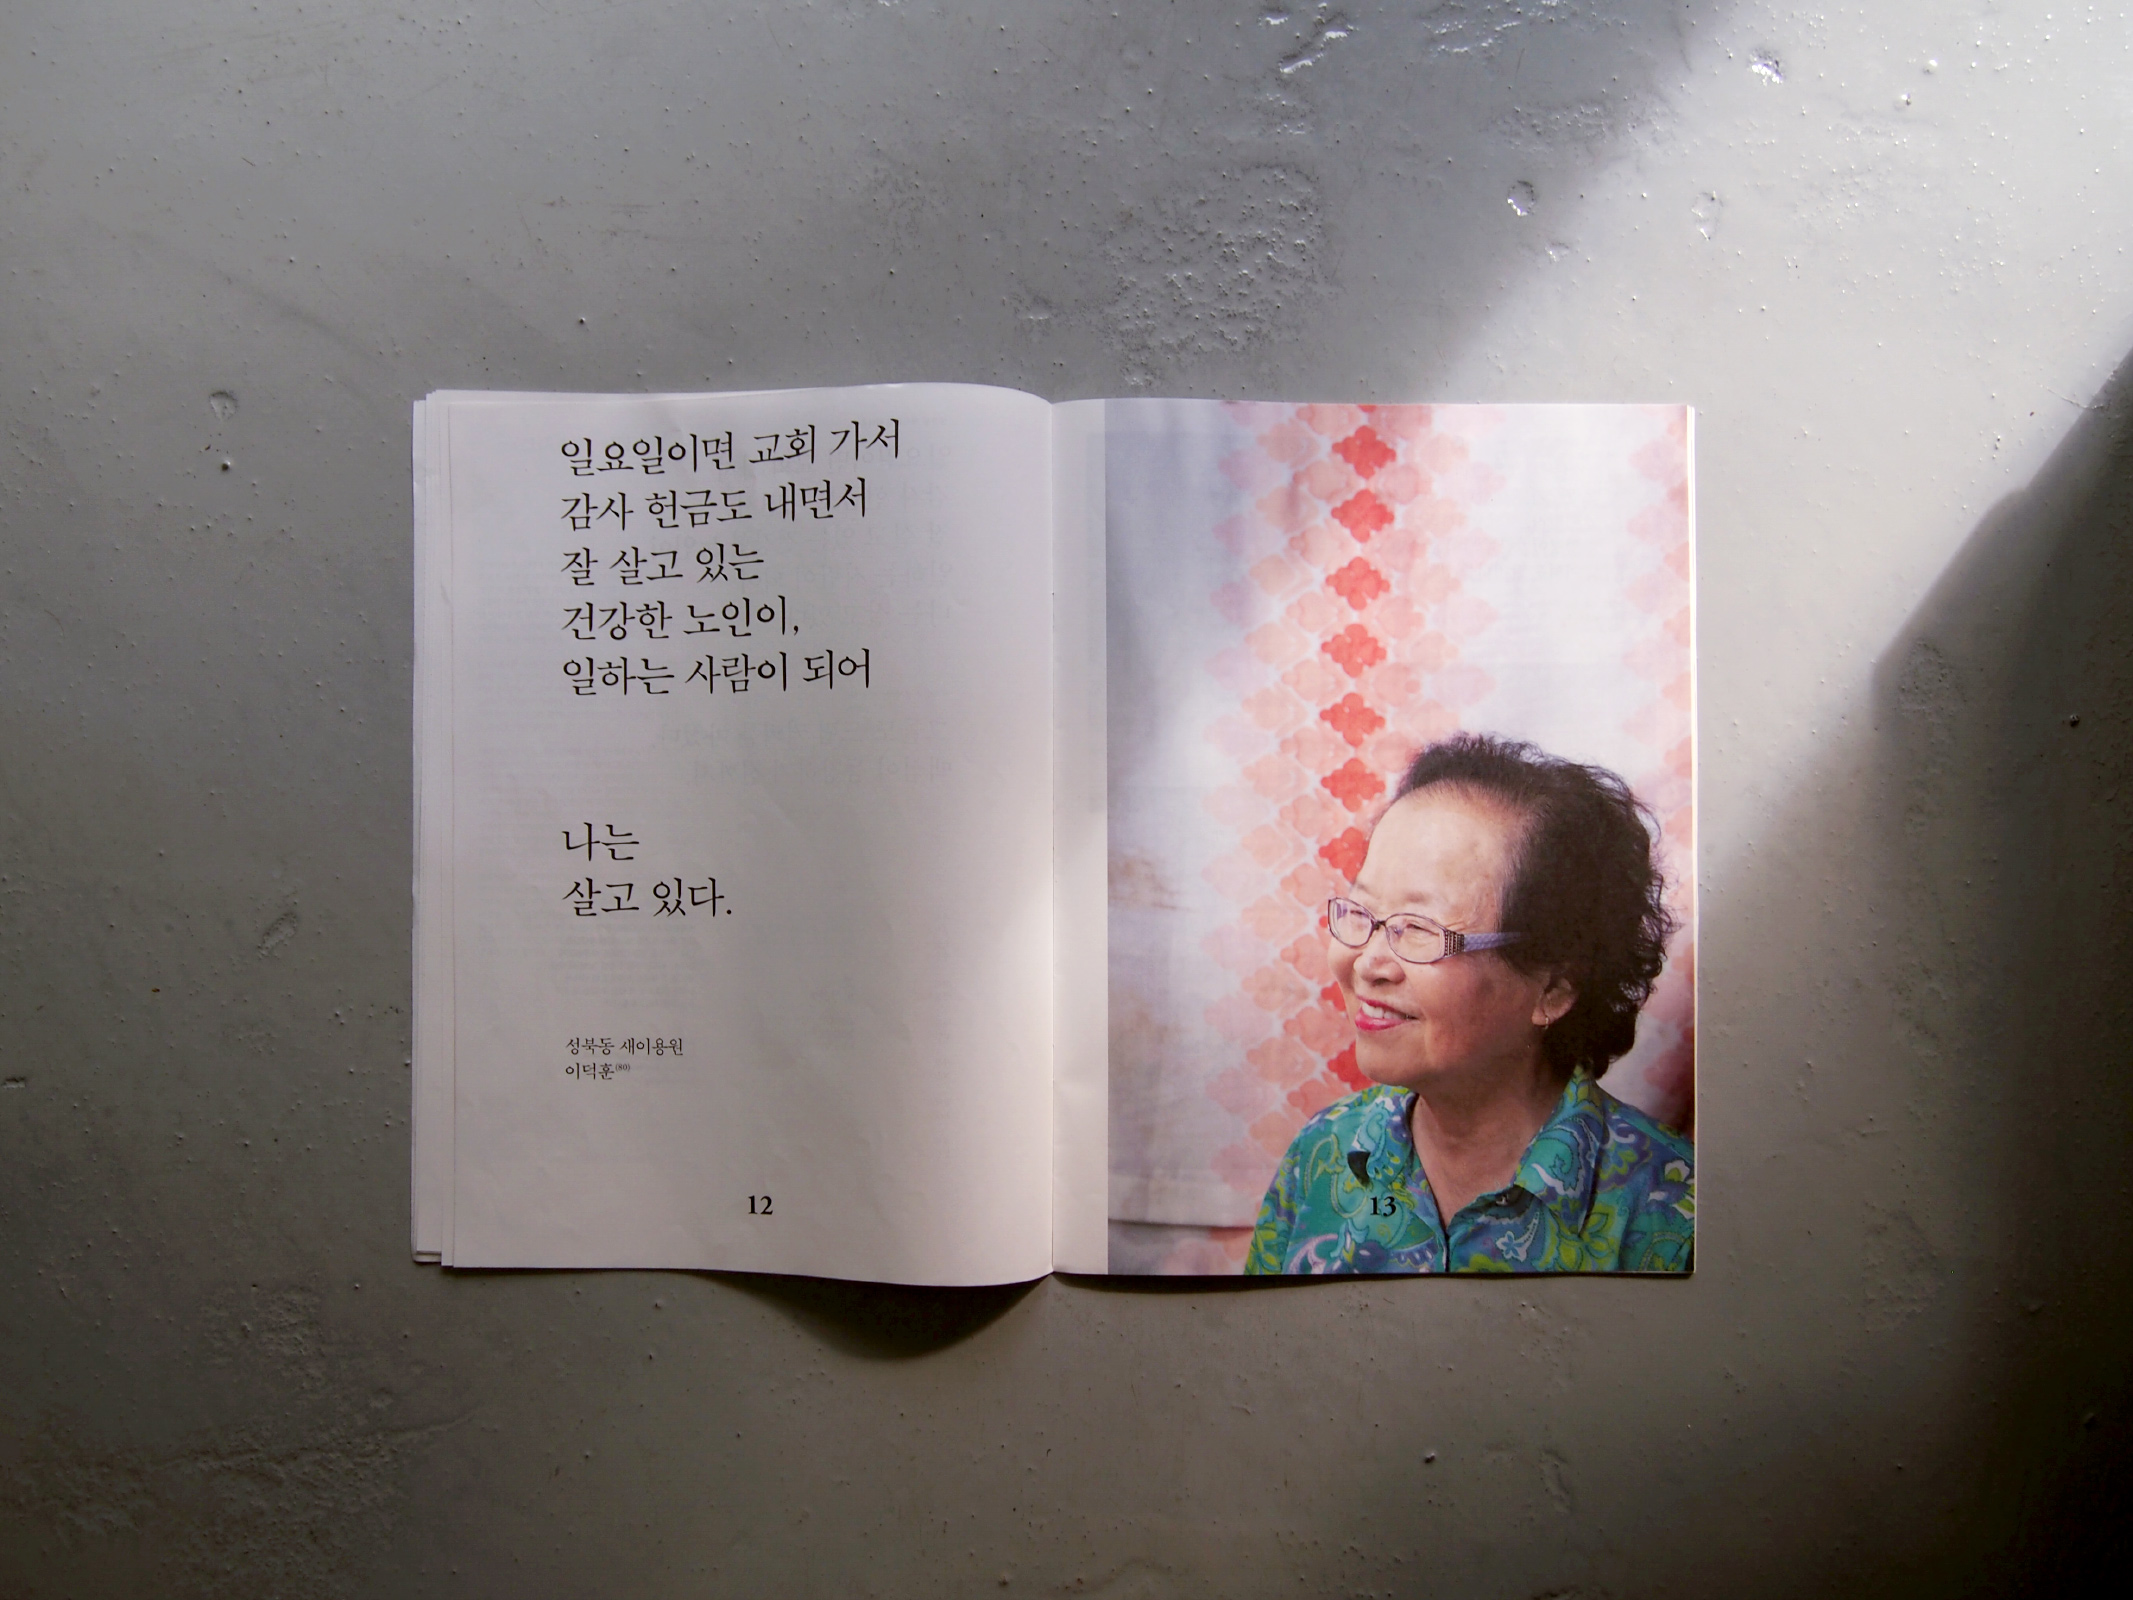 일요일이면 교회 가서
감사 헌금도 내면서
잘 살고 있는
건강한 노인이,
일하는 사람이 되어
나는
살고 있다.
성북동 새이용원
이덕훈(80)
12
13